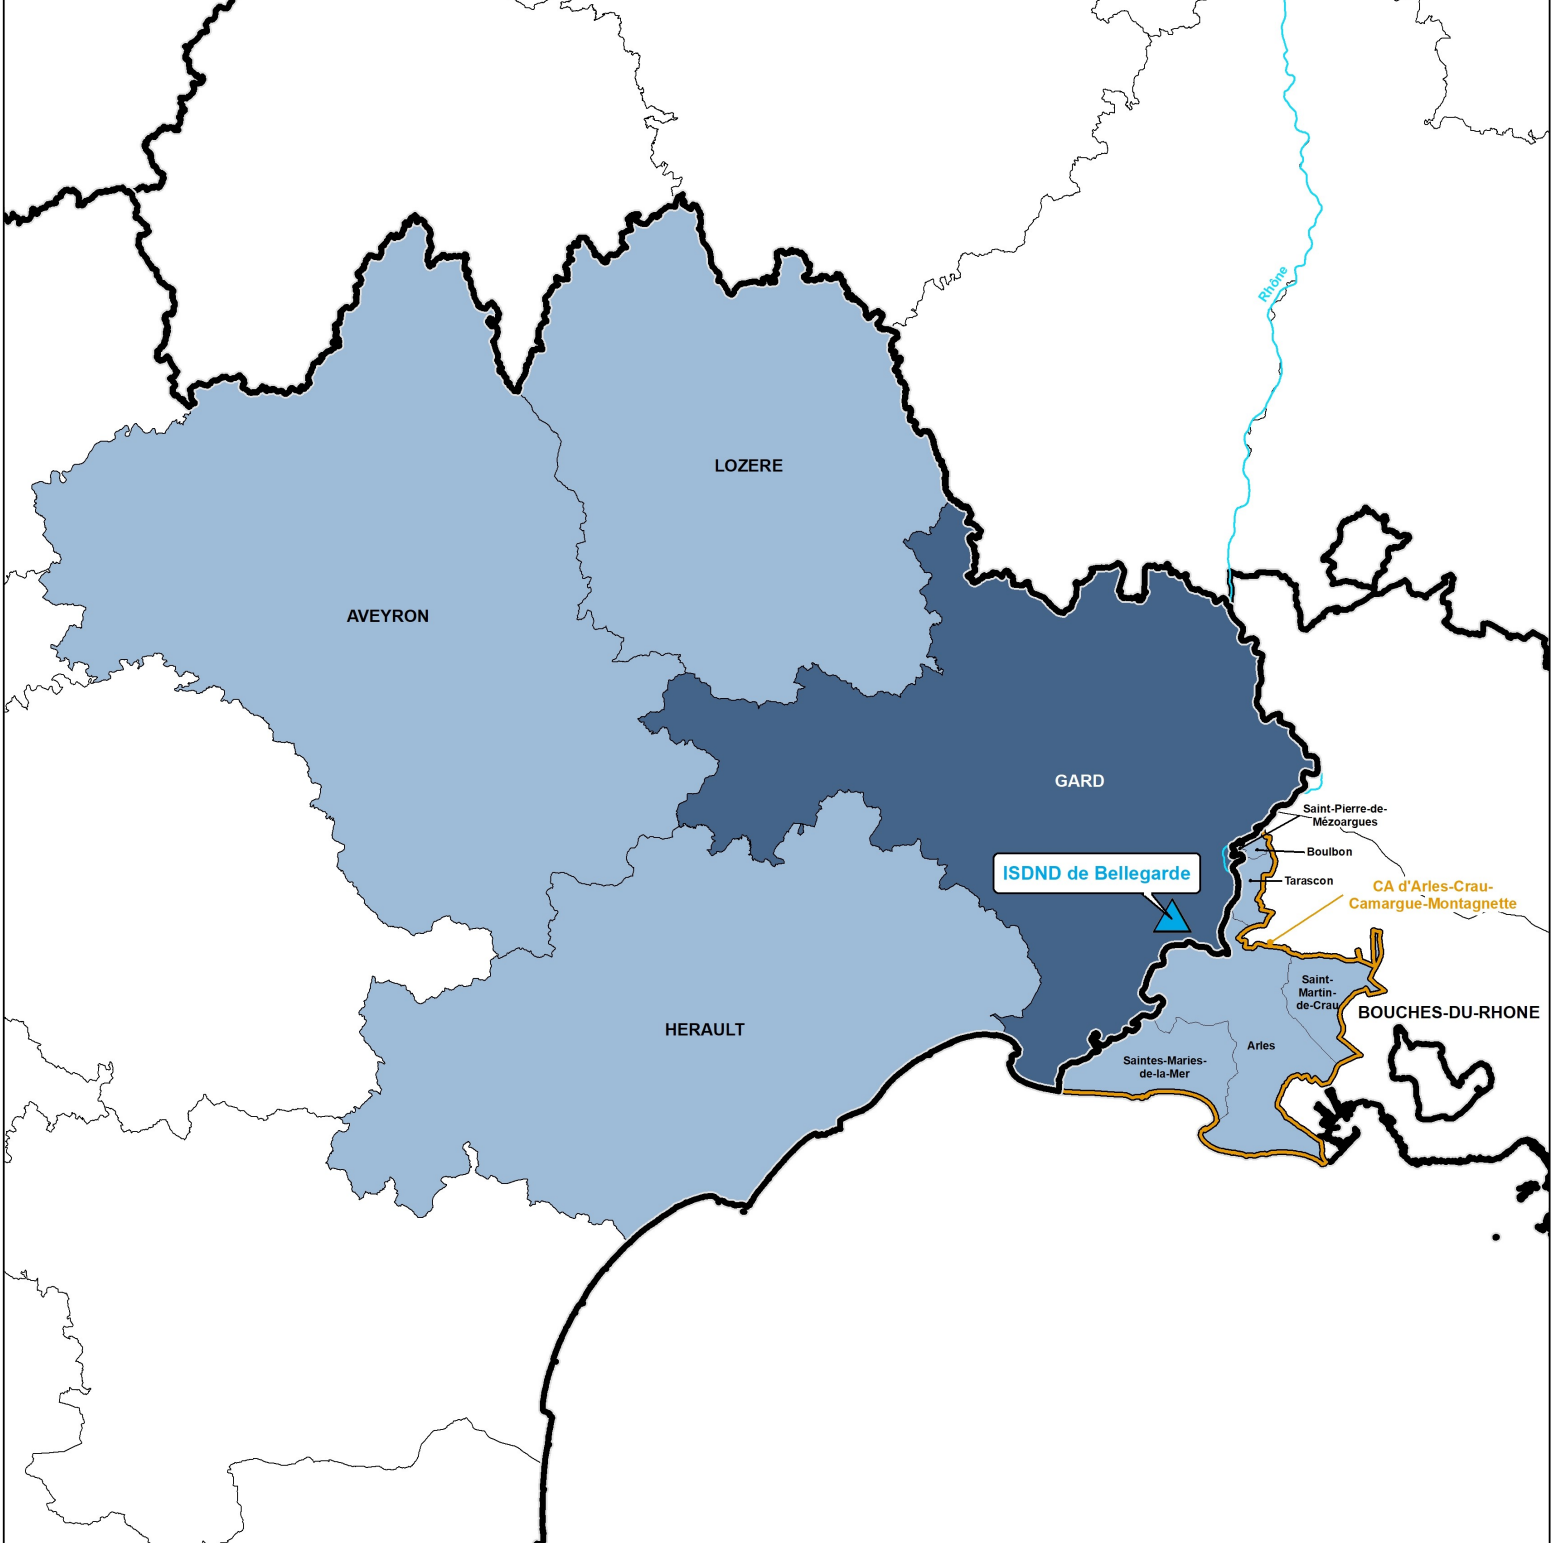 Rhône
LOZERE
AVEYRON
GARD
Saint-Pierre-de-
Mézoargues
Boulbon
ISDND de Bellegarde
Tarascon
CA d'Arles-Crau-
Camargue-Montagnette
Saint-
Martin-
de-Crau
BOUCHES-DU-RHONE
HERAULT
Arles
Saintes-Maries-
de-la-Mer